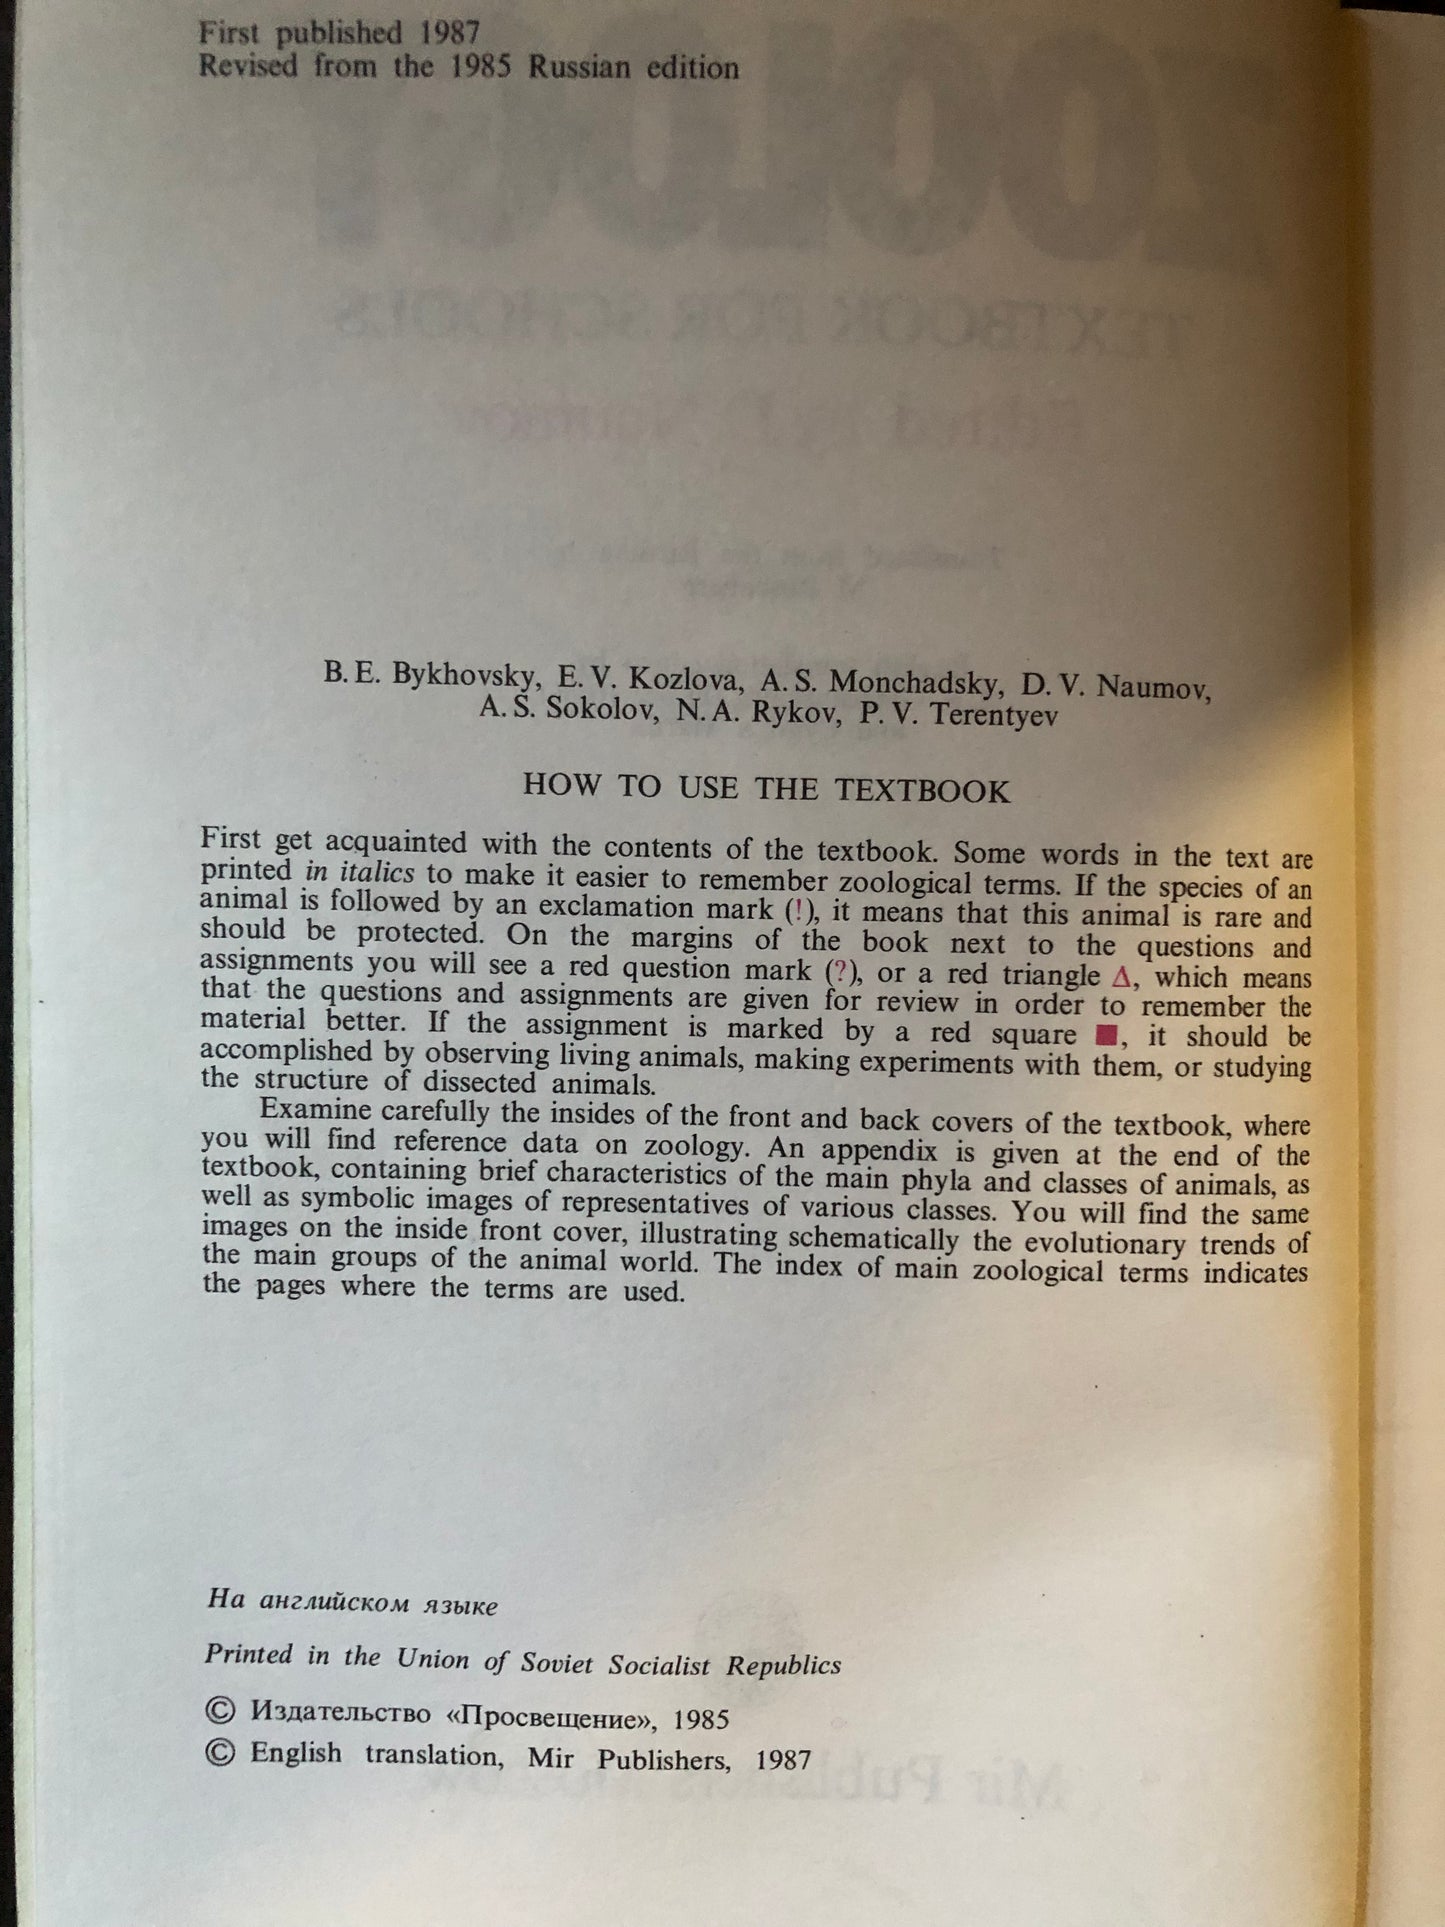 First published 1987
Revised from the 1985 Russian edition
TEXTBOOK FOR SCHOOLS
B. E. Bykhovsky, E. V. Kozlova, A. S. Monchadsky, D. V. Naumov,
A. S. Sokolov, N. A. Rykov, P. V. Terentyev
HOW TO USE THE TEXTBOOK
First get acquainted with the contents of the textbook. Some words in the text are
printed in italics to make it easier to remember zoological terms. If the species of an
animal is followed by an exclamation mark (!), it means that this animal is rare and
should be protected. On the margins of the book next to the questions and
assignments you will see a red question mark (?), or a red triangle Δ, which means
that the questions and assignments are given for review in order to remember the
material better. If the assignment is marked by a red square ■, it should be
accomplished by observing living animals, making experiments with them, or studying
the structure of dissected animals.
Examine carefully the insides of the front and back covers of the textbook, where
you will find reference data on zoology. An appendix is given at the end of the
textbook, containing brief characteristics of the main phyla and classes of animals, as
well as symbolic images of representatives of various classes. You will find the same
images on the inside front cover, illustrating schematically the evolutionary trends of
the main groups of the animal world. The index of main zoological terms indicates
the pages where the terms are used.
На английском языке
Printed in the Union of Soviet Socialist Republics
© Издательство «Просвещение», 1985
© English translation, Mir Publishers, 1987